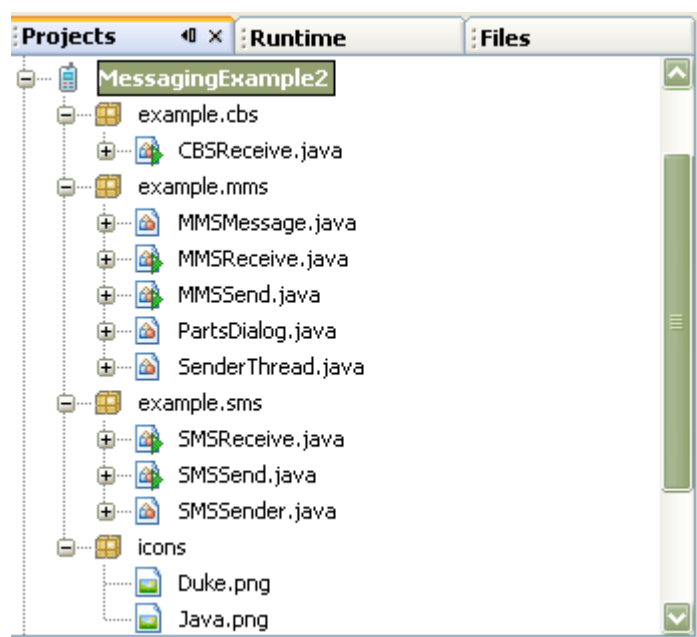 Projects Runtime Files
MessagingExample2
example.cbs
CBSReceive.java
example.mms
MMSMessage.java
MMSReceive.java
MMSSend.java
PartsDialog.java
SenderThread.java
example.sms
SMSReceive.java
SMSSend.java
SMSSender.java
icons
Duke.png
Java.png